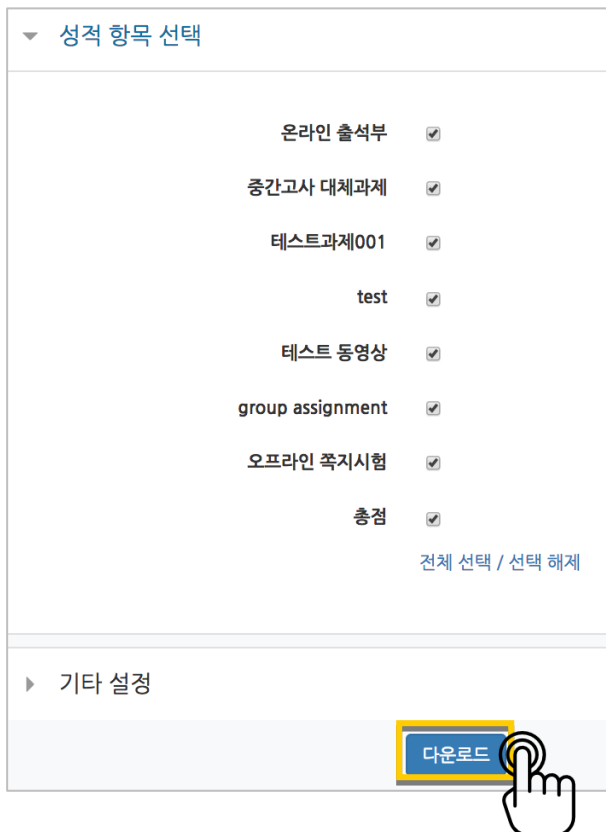 성적 항목 선택
온라인 출석부
중간고사 대체과제
테스트과제001
test
테스트 동영상
group assignment
오프라인 쪽지시험
총점
전체 선택 / 선택 해제
기타 설정
다운로드